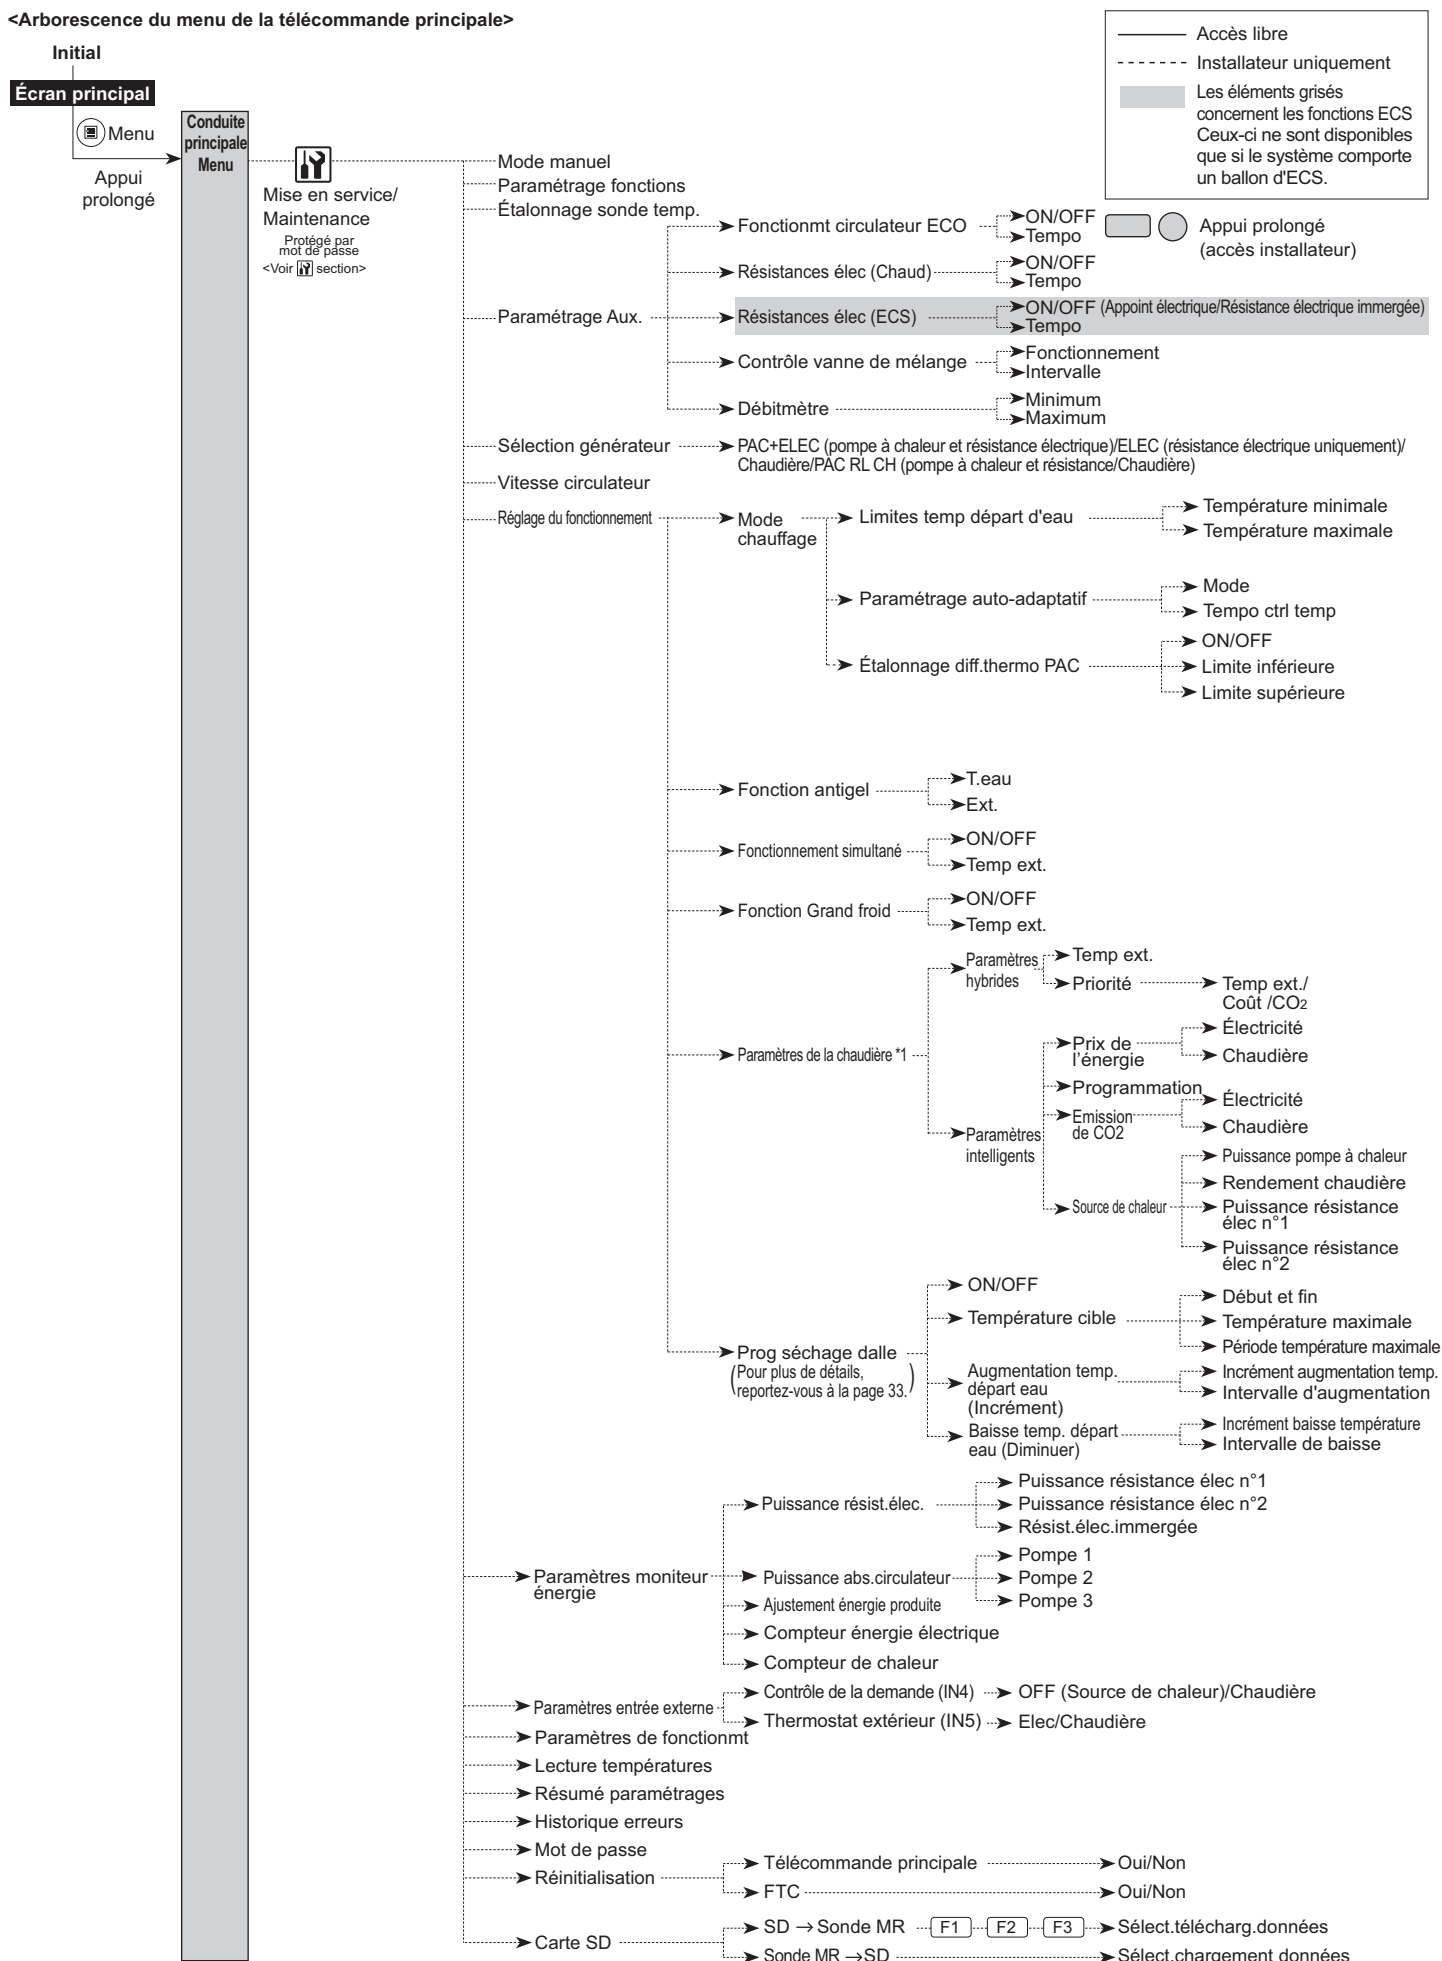 <Arborescence du menu de la télécommande principale>
Initial
Écran principal
Menu
Appui
prolongé
Conduite
principale
Menu
Mise en service/
Maintenance
Protégé par
mot de passe
<Voir section>
Accès libre
Installateur uniquement
Les éléments grisés
concernent les fonctions ECS
Ceux-ci ne sont disponibles
que si le système comporte
un ballon d'ECS.
Appui prolongé
(accès installateur)
Mode manuel
Paramétrage fonctions
Étalonnage sonde temp.
Paramétrage Aux.
Fonctionmt circulateur ECO
ON/OFF
Tempo
Résistances élec (Chaud)
ON/OFF
Tempo
Résistances élec (ECS)
ON/OFF (Appoint électrique/Résistance électrique immergée)
Tempo
Contrôle vanne de mélange
Fonctionnement
Intervalle
Débitmètre
Minimum
Maximum
Sélection générateur
PAC+ELEC (pompe à chaleur et résistance électrique)/ELEC (résistance électrique uniquement)/
Chaudière/PAC RL CH (pompe à chaleur et résistance/Chaudière)
Vitesse circulateur
Réglage du fonctionnement
Mode
chauffage
Limites temp départ d'eau
Température minimale
Température maximale
Paramétrage auto-adaptatif
Mode
Tempo ctrl temp
Étalonnage diff.thermo PAC
ON/OFF
Limite inférieure
Limite supérieure
Fonction antigel
T.eau
Ext.
Fonctionnement simultané
ON/OFF
Temp ext.
Fonction Grand froid
ON/OFF
Temp ext.
Paramètres de la chaudière *1
Paramètres
hybrides
Temp ext.
Priorité
Temp ext./
Coût /CO2
Paramètres
intelligents
Prix de
l’énergie
Électricité
Chaudière
Programmation
Emission
de CO2
Électricité
Chaudière
Source de chaleur
Puissance pompe à chaleur
Rendement chaudière
Puissance résistance
élec n°1
Puissance résistance
élec n°2
Prog séchage dalle
(Pour plus de détails,
reportez-vous à la page 33.)
ON/OFF
Température cible
Début et fin
Température maximale
Période température maximale
Augmentation temp.
départ eau
(Incrément)
Incrément augmentation temp.
Intervalle d'augmentation
Baisse temp. départ
eau (Diminuer)
Incrément baisse température
Intervalle de baisse
Paramètres moniteur
énergie
Puissance résist.élec.
Puissance résistance élec n°1
Puissance résistance élec n°2
Résist.élec.immergée
Puissance abs.circulateur
Pompe 1
Pompe 2
Pompe 3
Ajustement énergie produite
Compteur énergie électrique
Compteur de chaleur
Paramètres entrée externe
Contrôle de la demande (IN4)
OFF (Source de chaleur)/Chaudière
Thermostat extérieur (IN5)
Elec/Chaudière
Paramètres de fonctionmt
Lecture températures
Résumé paramétrages
Historique erreurs
Mot de passe
Réinitialisation
Télécommande principale
Oui/Non
FTC
Oui/Non
Carte SD
SD → Sonde MR
F1
F2
F3
Sélect.télécharg.données
Sonde MR → SD
Sélect.chargement données